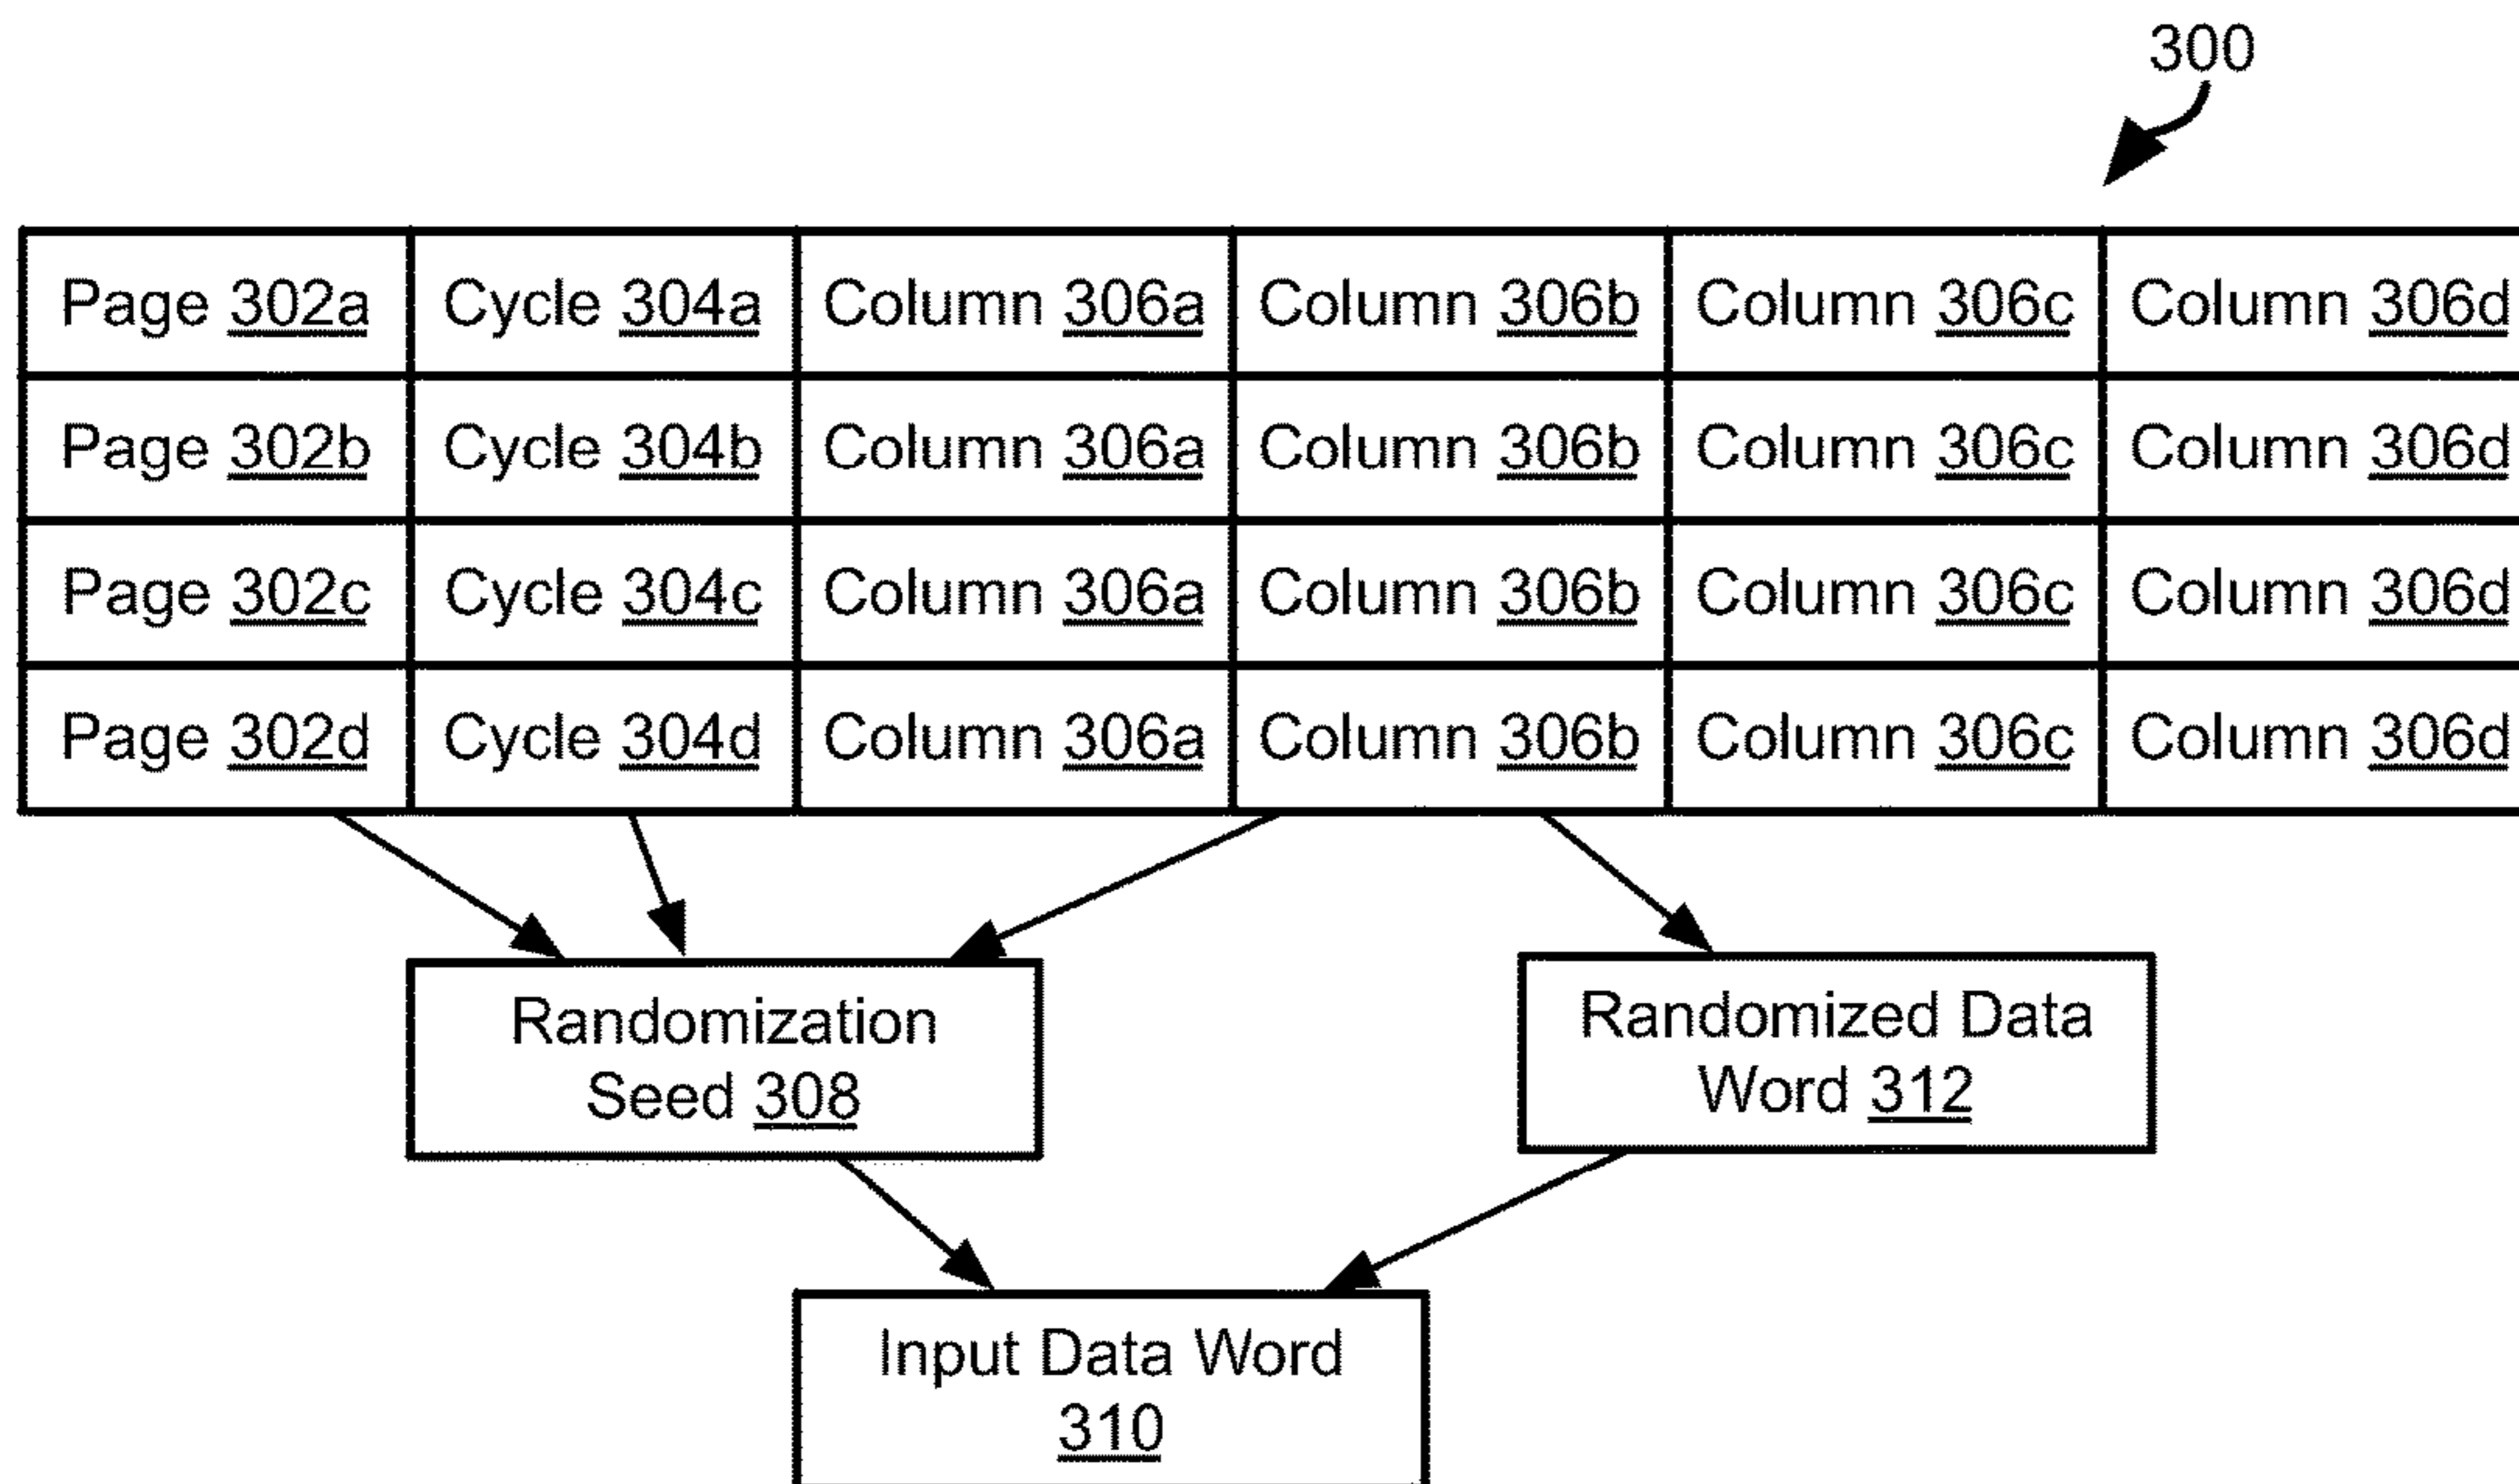 300
Page 302a Cycle 304a Column 306a Column 306b Column 306c Column 306d
Page 302b Cycle 304b Column 306a Column 306b Column 306c Column 306d
Page 302c Cycle 304c Column 306a Column 306b Column 306c Column 306d
Page 302d Cycle 304d Column 306a Column 306b Column 306c Column 306d
Randomization
Seed 308
Randomized Data
Word 312
Input Data Word
310